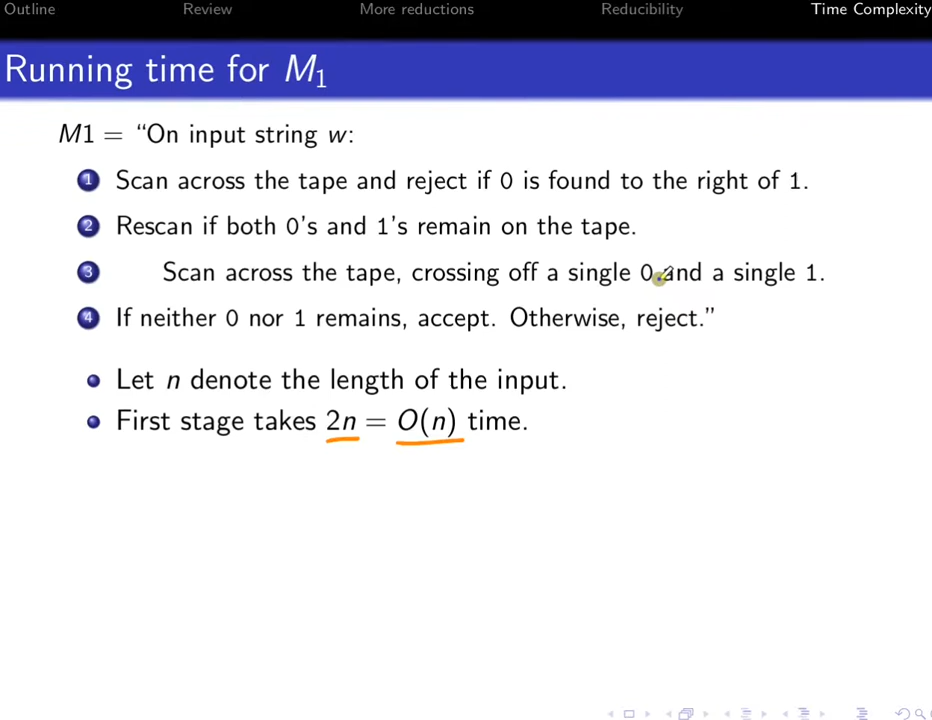 Outline Review More reductions Reducibility Time Complexity
Running time for M₁
M1 = “On input string w:
1 Scan across the tape and reject if 0 is found to the right of 1.
2 Rescan if both 0's and 1's remain on the tape.
3 Scan across the tape, crossing off a single 0 and a single 1.
4 If neither 0 nor 1 remains, accept. Otherwise, reject.”
Let n denote the length of the input.
First stage takes 2n = O(n) time.